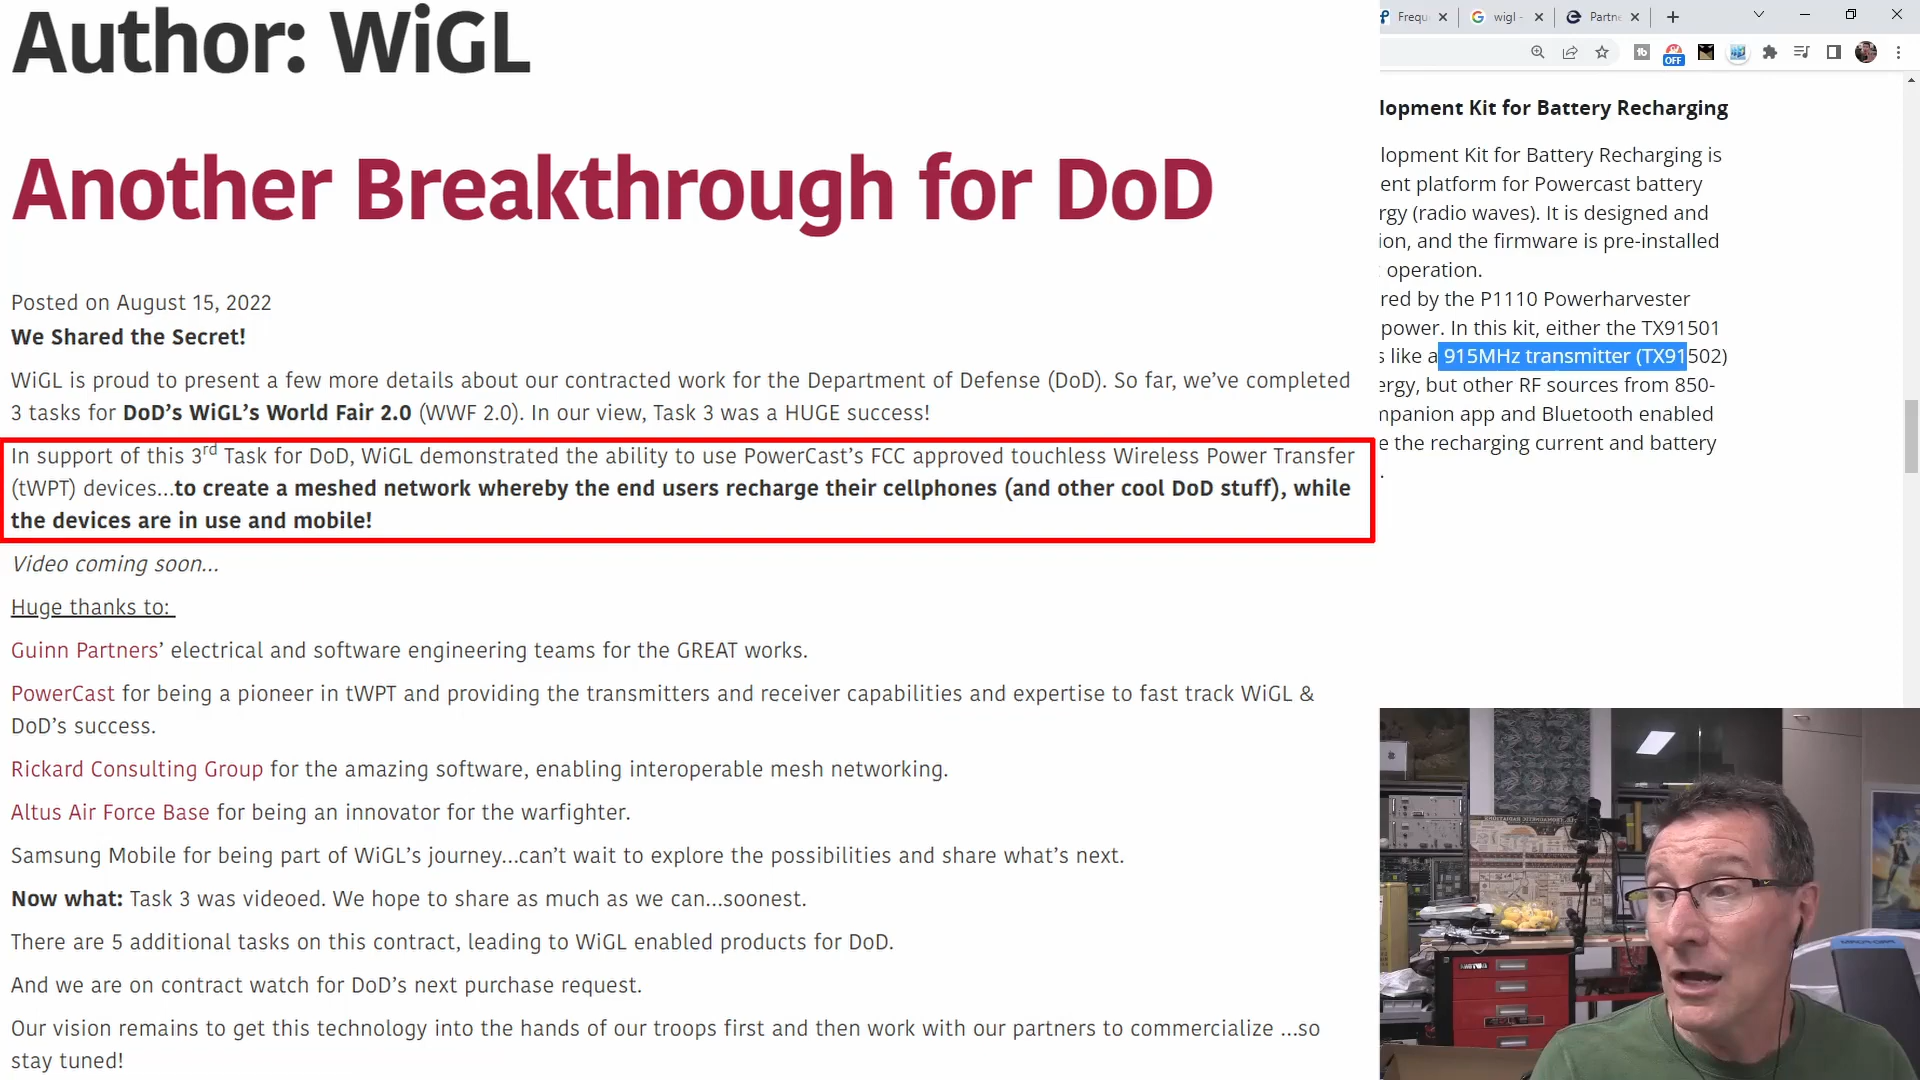 Author: WiGL
Another Breakthrough for DoD
Posted on August 15, 2022
We Shared the Secret!
WiGL is proud to present a few more details about our contracted work for the Department of Defense (DoD). So far, we’ve completed
3 tasks for DoD’s WiGL’s World Fair 2.0 (WWF 2.0). In our view, Task 3 was a HUGE success!
In support of this 3rd Task for DoD, WiGL demonstrated the ability to use PowerCast’s FCC approved touchless Wireless Power Transfer
(tWPT) devices…to create a meshed network whereby the end users recharge their cellphones (and other cool DoD stuff), while
the devices are in use and mobile!
Video coming soon…
Huge thanks to:
Guinn Partners’ electrical and software engineering teams for the GREAT works.
PowerCast for being a pioneer in tWPT and providing the transmitters and receiver capabilities and expertise to fast track WiGL &
DoD’s success.
Rickard Consulting Group for the amazing software, enabling interoperable mesh networking.
Altus Air Force Base for being an innovator for the warfighter.
Samsung Mobile for being part of WiGL’s journey…can’t wait to explore the possibilities and share what’s next.
Now what: Task 3 was videoed. We hope to share as much as we can…soonest.
There are 5 additional tasks on this contract, leading to WiGL enabled products for DoD.
And we are on contract watch for DoD’s next purchase request.
Our vision remains to get this technology into the hands of our troops first and then work with our partners to commercialize …so
stay tuned!
Frequ
wigl -
Partne
OFF
lopment Kit for Battery Recharging
lopment Kit for Battery Recharging is
ent platform for Powercast battery
rgy (radio waves). It is designed and
ion, and the firmware is pre-installed
operation.
red by the P1110 Powerharvester
power. In this kit, either the TX91501
s like a 915MHz transmitter (TX91502)
ergy, but other RF sources from 850-
mpanion app and Bluetooth enabled
e the recharging current and battery
.